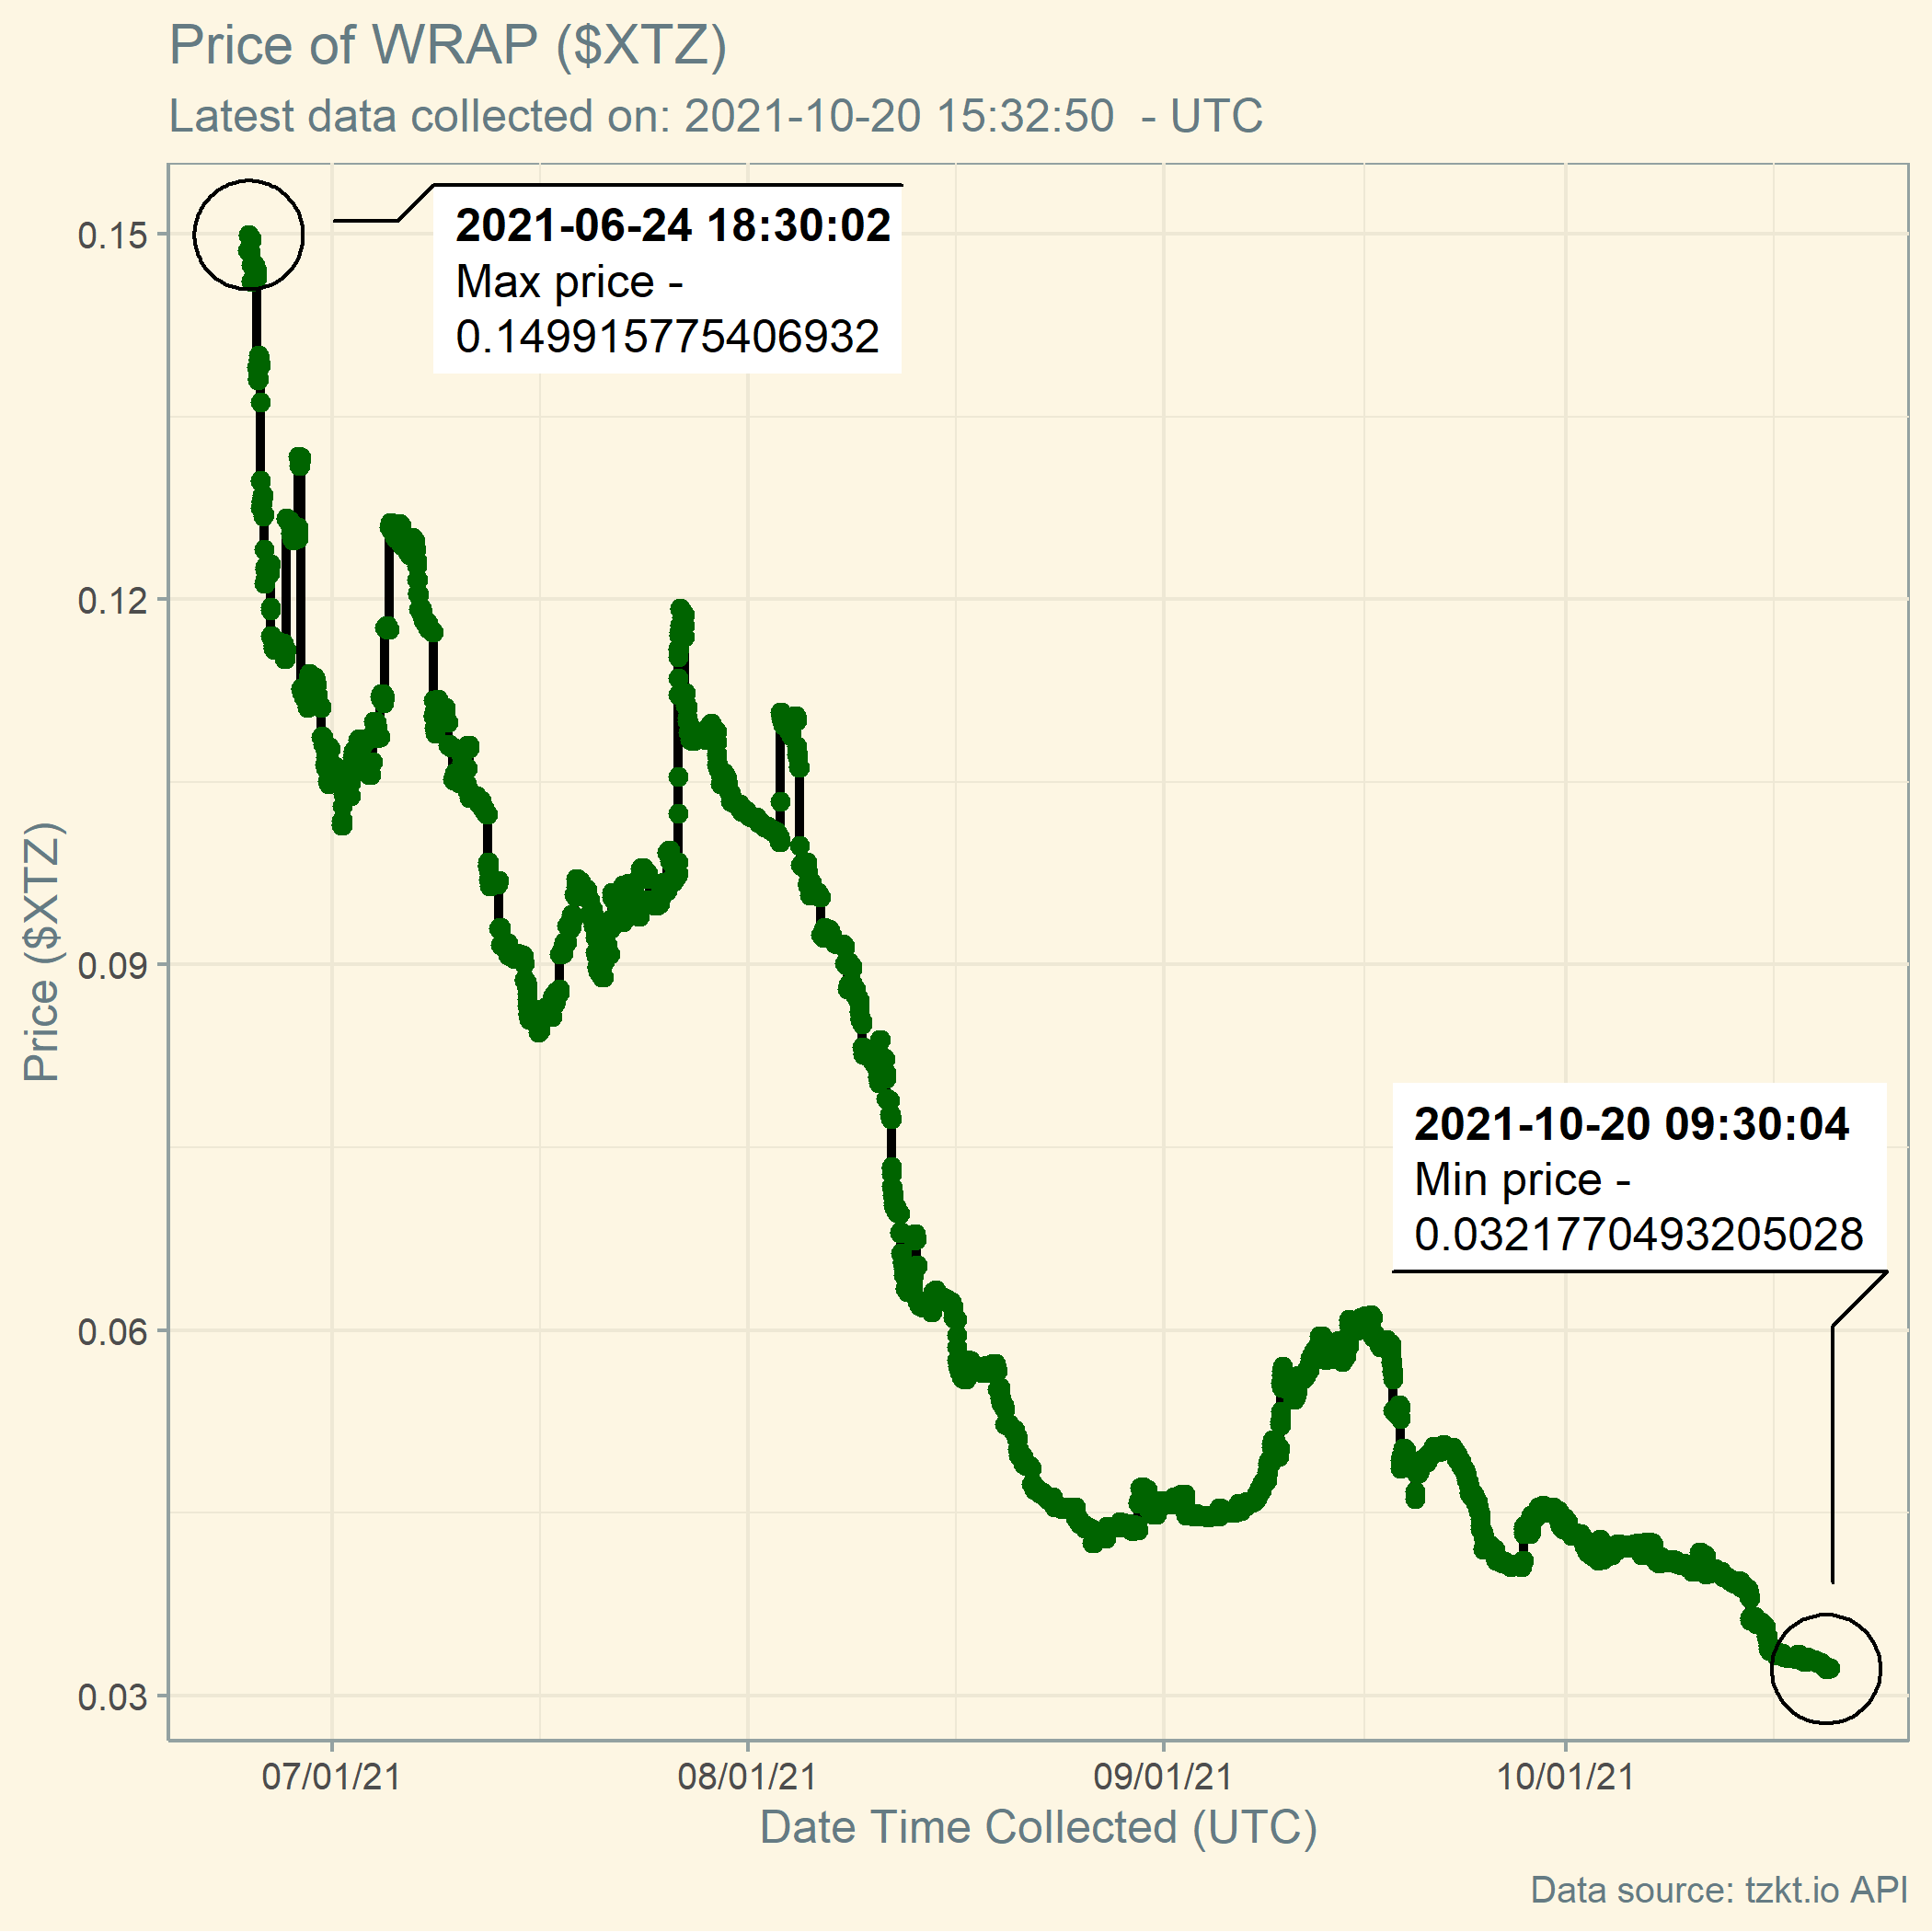 Price of WRAP ($XTZ)
Latest data collected on: 2021-10-20 15:32:50  - UTC
2021-06-24 18:30:02
Max price -
0.149915775406932
2021-10-20 09:30:04
Min price -
0.0321770493205028
Price ($XTZ)
0.15
0.12
0.09
0.06
0.03
07/01/21
08/01/21
09/01/21
10/01/21
Date Time Collected (UTC)
Data source: tzkt.io API